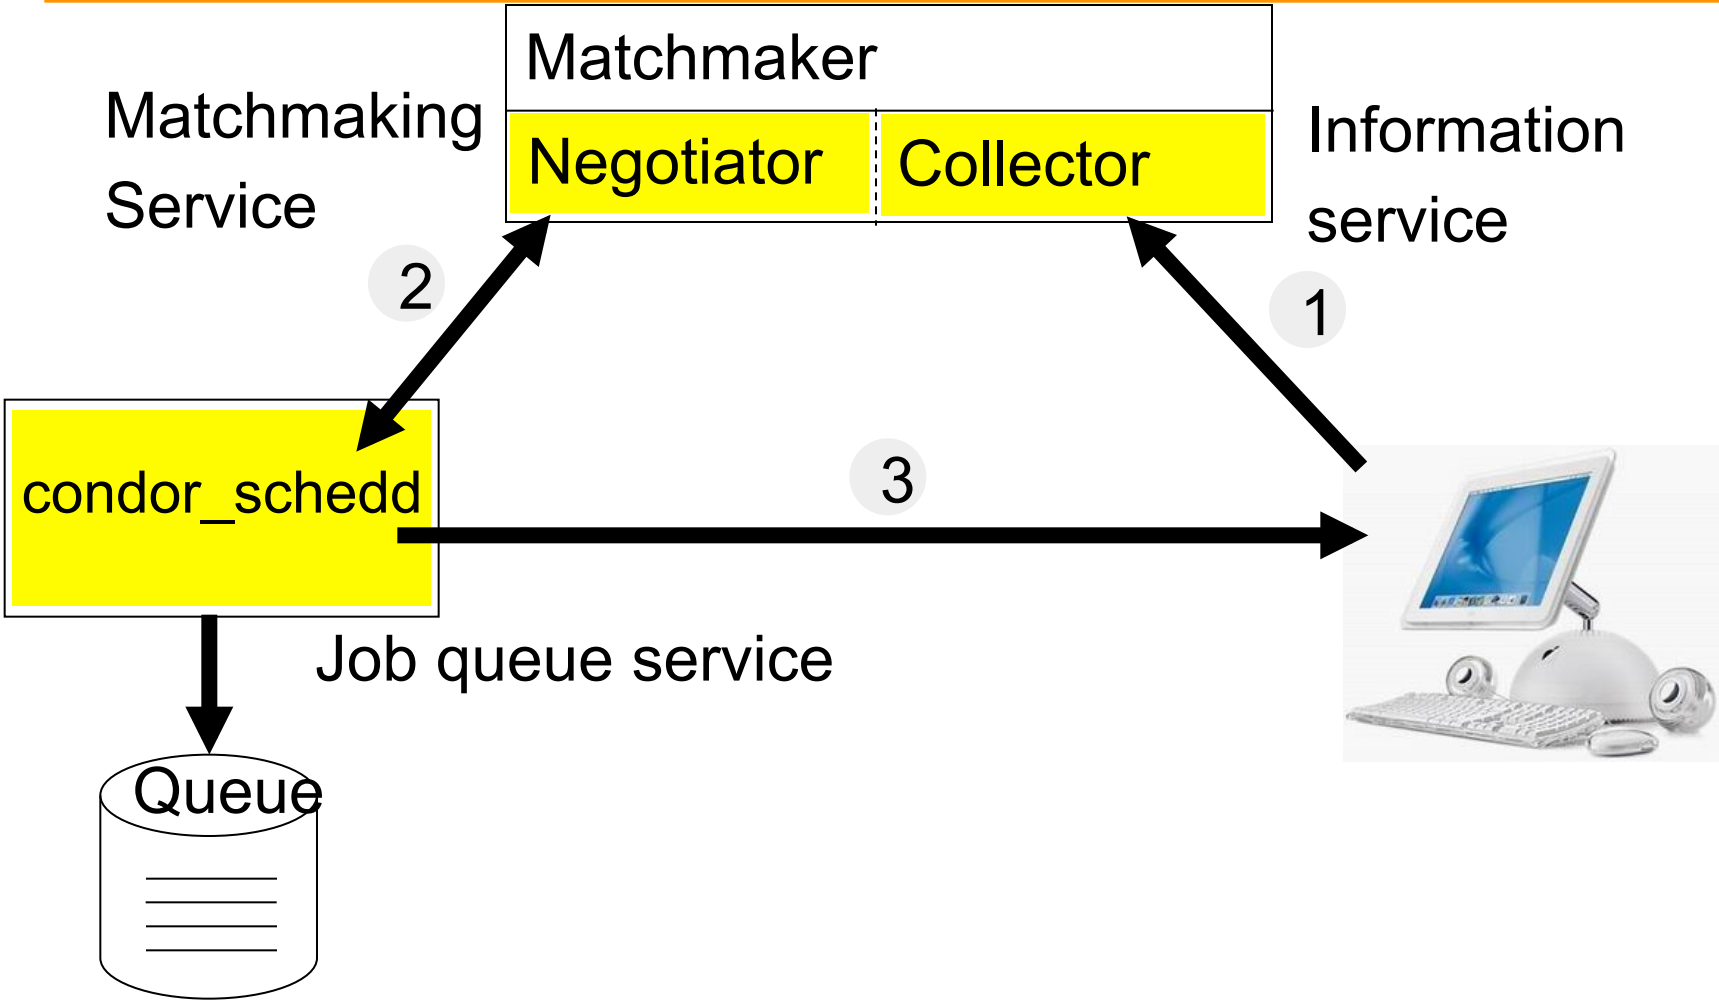 Matchmaker
Matchmaking
Service
Negotiator
Collector
Information
service
2
1
condor_schedd
3
Job queue service
Queue